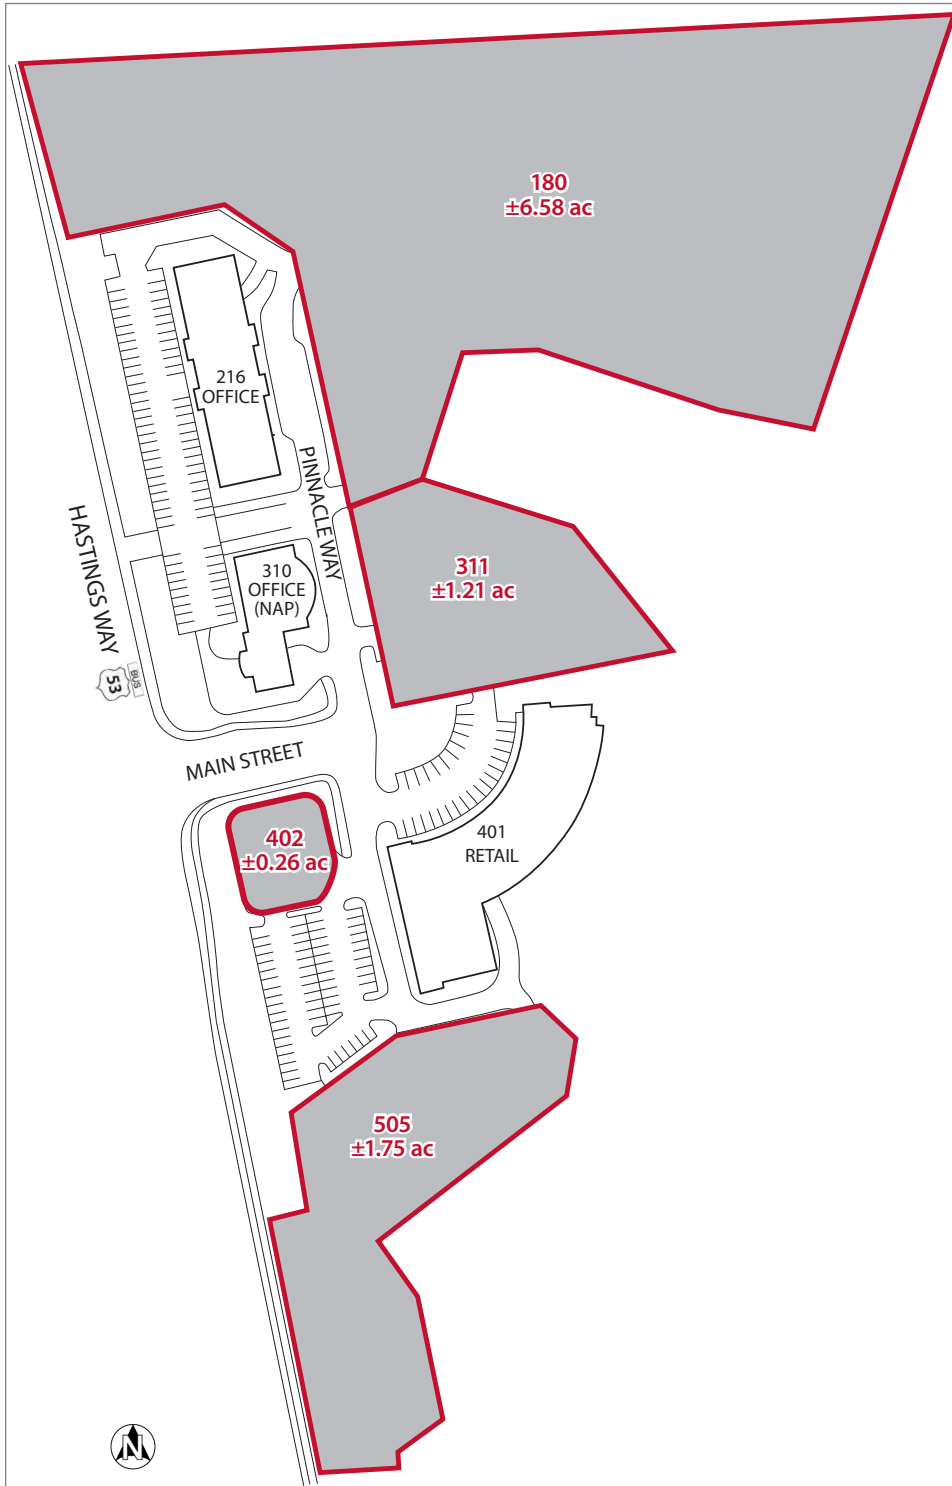 180
±6.58 ac
216
OFFICE
PINNACLE WAY
HASTINGS WAY
BUS
53
310
OFFICE
(NAP)
311
±1.21 ac
MAIN STREET
402
±0.26 ac
401
RETAIL
505
±1.75 ac
N